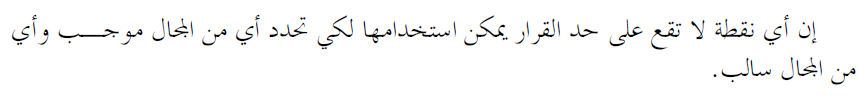 إن أي نقطة لا تقع على حد القرار يمكن استخدامها لكي تحدد أي من المجال موجب وأي
من المجال سالب.